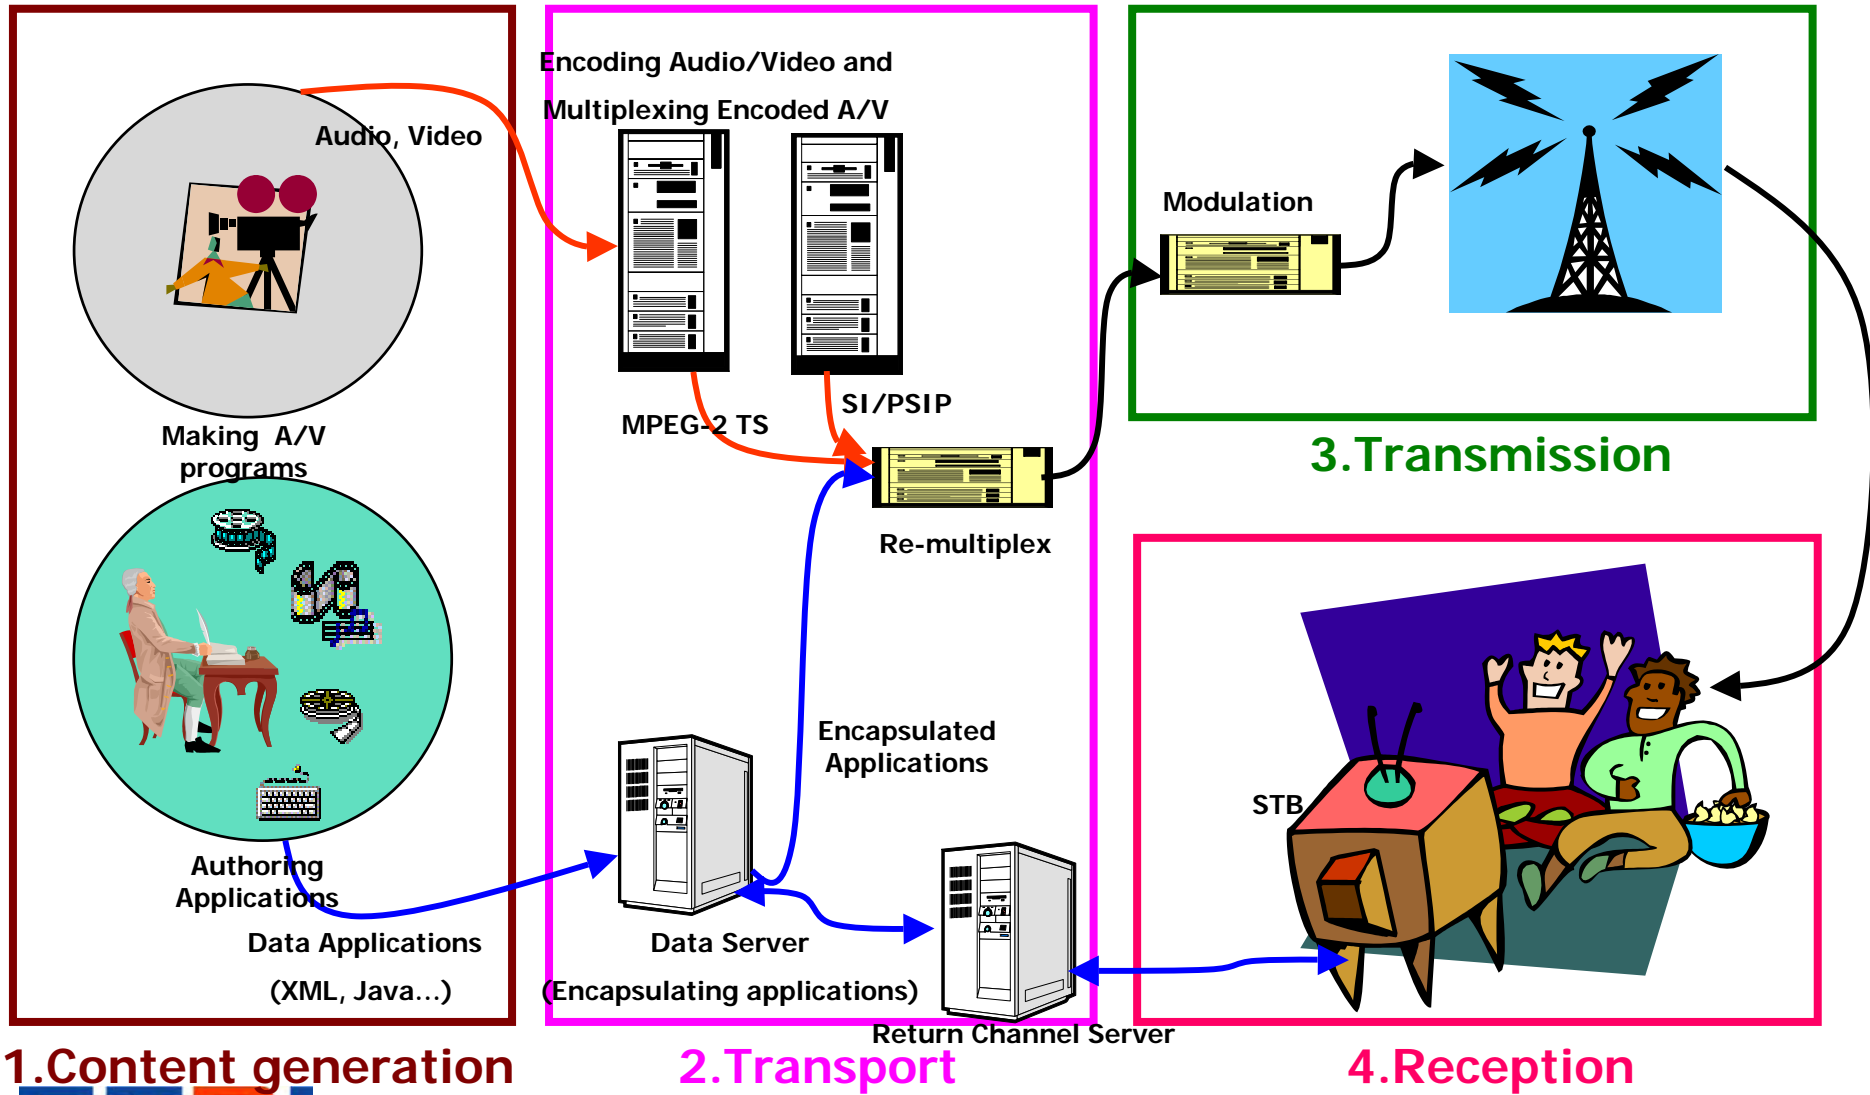 Audio, Video
Making A/V
programs
Authoring
Applications
Data Applications
(XML, Java...)
1.Content generation
Encoding Audio/Video and
Multiplexing Encoded A/V
MPEG-2 TS
SI/PSIP
Re-multiplex
Encapsulated
Applications
Data Server
(Encapsulating applications)
Return Channel Server
2.Transport
Modulation
3.Transmission
STB
4.Reception